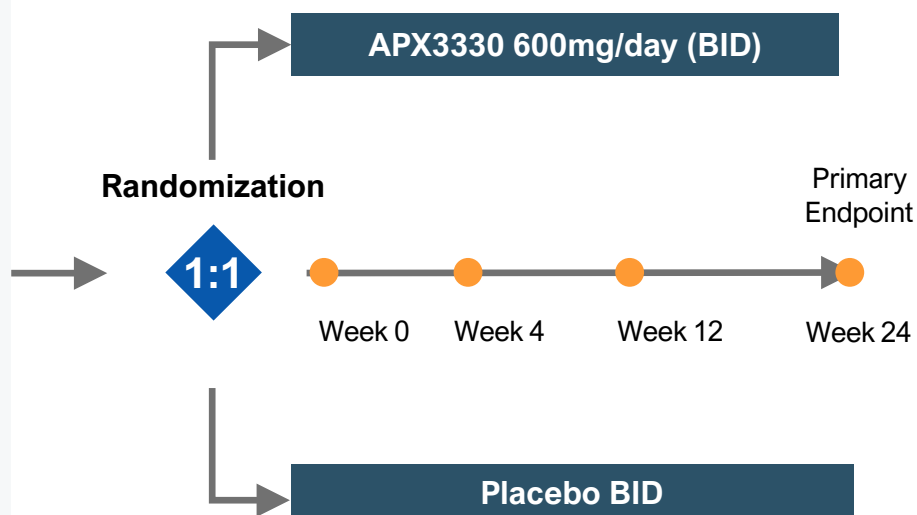 APX3330 600mg/day (BID)
Randomization
Primary
Endpoint
1:1
Week 0
Week 4
Week 12
Week 24
Placebo BID